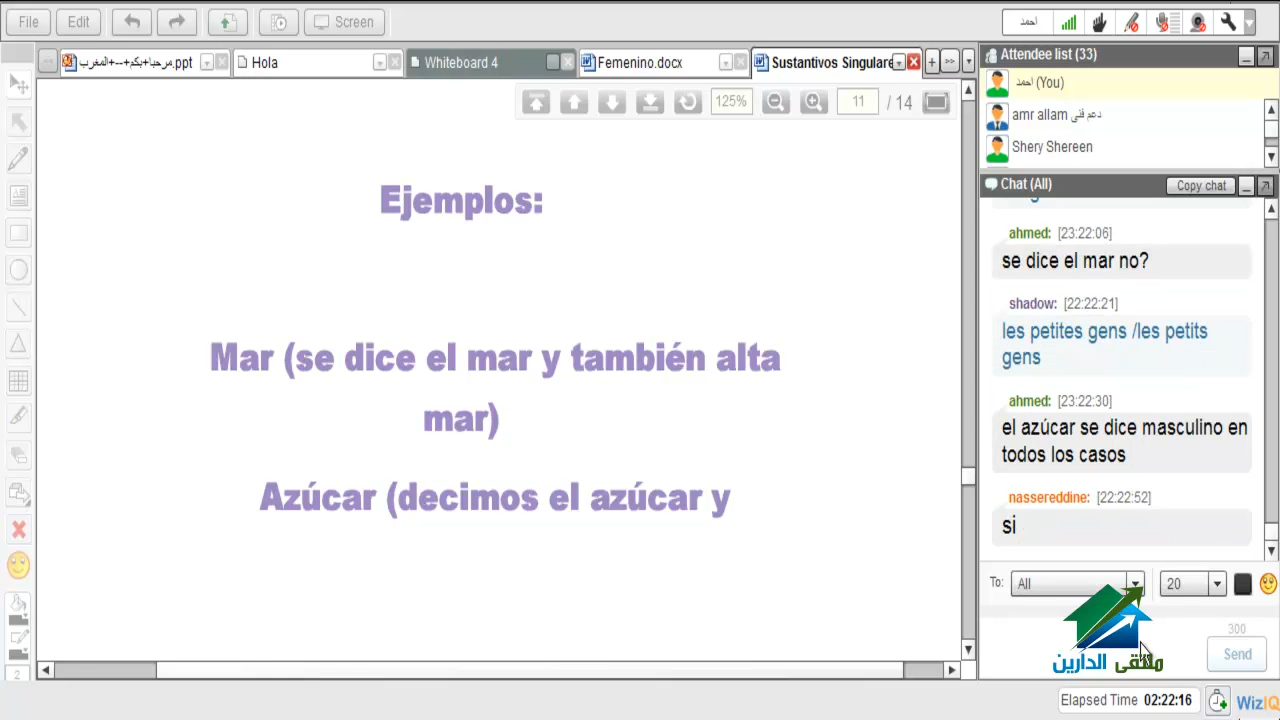 File Edit Screen
احمد
مرحبا+بكم+--+المغرب.ppt Hola Whiteboard 4 Femenino.docx Sustantivos Singulare
125% 11 / 14
Ejemplos:
Mar (se dice el mar y también alta
mar)
Azúcar (decimos el azúcar y
2
Attendee list (33)
احمد (You)
amr allam دعم فنى
Shery Shereen
Chat (All) Copy chat
ahmed: [23:22:06]
se dice el mar no?
shadow: [22:22:21]
les petites gens /les petits
gens
ahmed: [23:22:30]
el azúcar se dice masculino en
todos los casos
nassereddine: [22:22:52]
si
To: All 20
300
Send
ملتقى الدارين
Elapsed Time 02:22:16
WizIQ